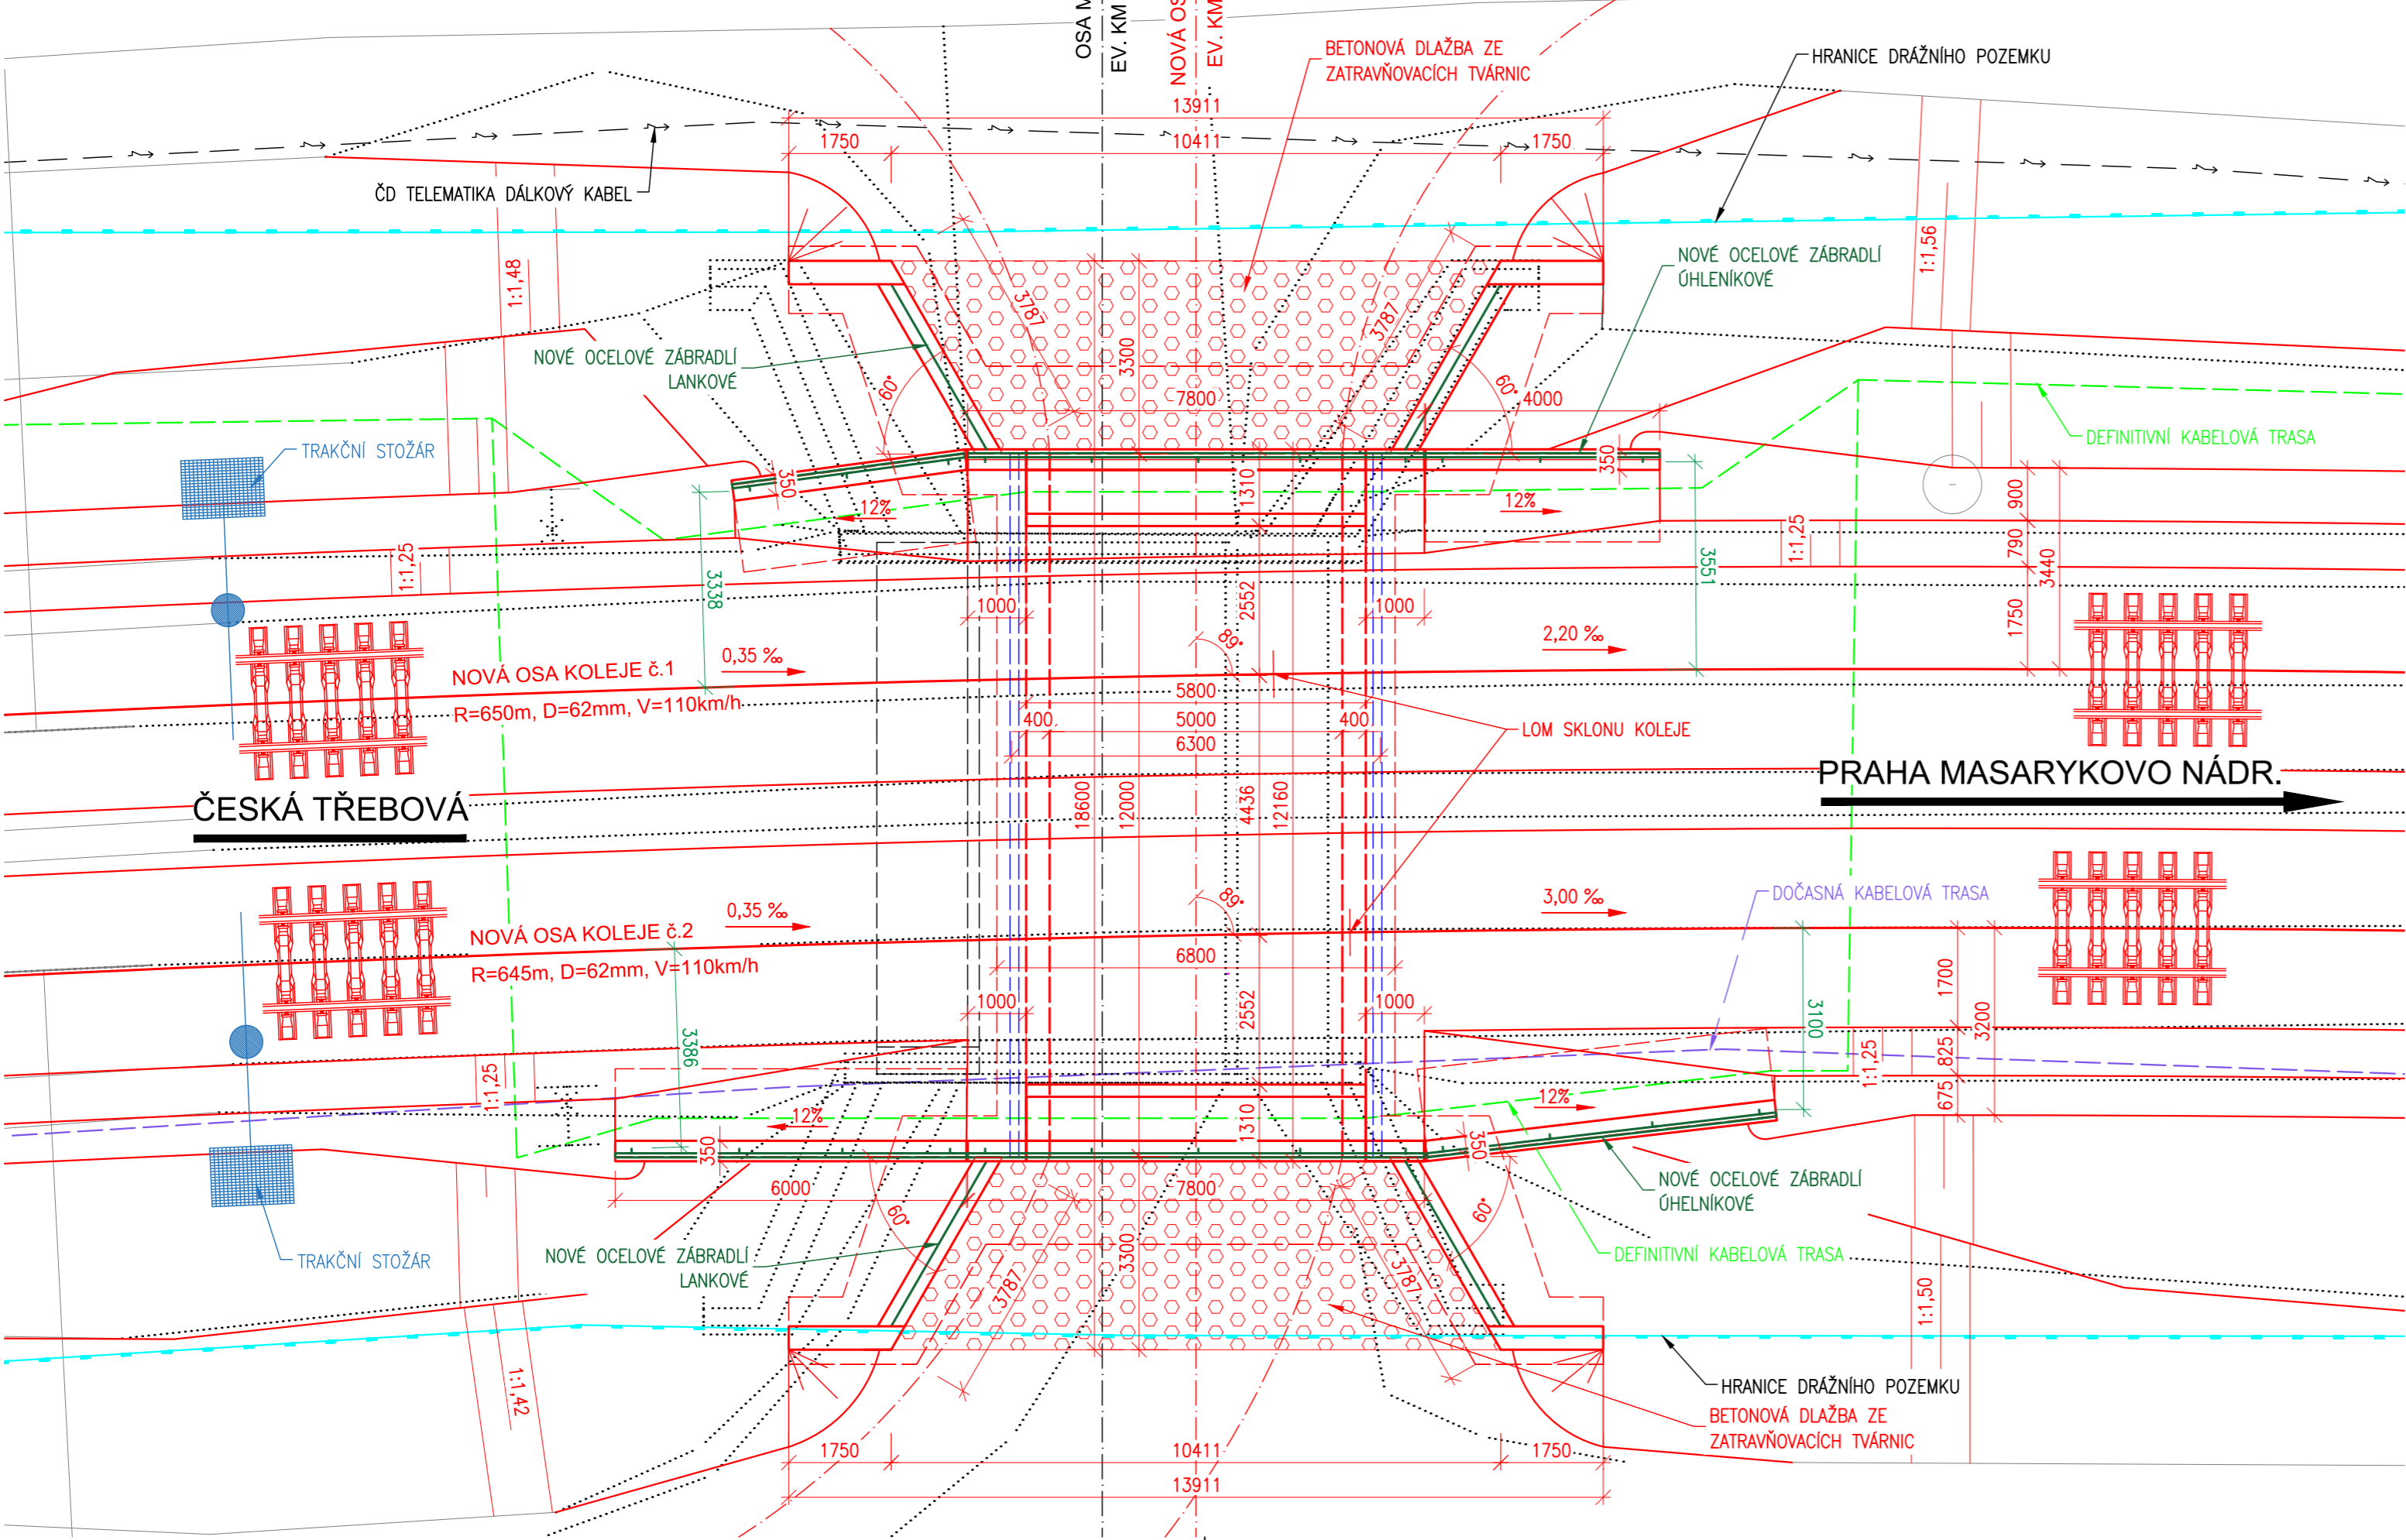 OSA M
EV. KM
NOVÁ OS
EV. KM
BETONOVÁ DLAŽBA ZE
ZATRAVŇOVACÍCH TVÁRNIC
HRANICE DRÁŽNÍHO POZEMKU
13911
1750
10411
1750
ČD TELEMATIKA DÁLKOVÝ KABEL
1:1,48
1:1,56
NOVÉ OCELOVÉ ZÁBRADLÍ
ÚHLENÍKOVÉ
3787
3787
3300
NOVÉ OCELOVÉ ZÁBRADLÍ
LANKOVÉ
60°
60°
7800
4000
TRAKČNÍ STOŽÁR
DEFINITIVNÍ KABELOVÁ TRASA
350
350
1310
12%
12%
900
790
3440
1750
1:1,25
1:1,25
3338
3551
2552
1000
1000
89°
0,35 ‰
2,20 ‰
NOVÁ OSA KOLEJE č.1
R=650m, D=62mm, V=110km/h
5800
400
5000
400
6300
LOM SKLONU KOLEJE
ČESKÁ TŘEBOVÁ
PRAHA MASARYKOVO NÁDR.
18600
12000
4436
12160
89°
DOČASNÁ KABELOVÁ TRASA
0,35 ‰
3,00 ‰
NOVÁ OSA KOLEJE č.2
R=645m, D=62mm, V=110km/h
6800
1700
3200
825
675
3100
3386
2552
1000
1000
1:1,25
1:1,25
12%
12%
1310
350
350
6000
7800
60°
60°
NOVÉ OCELOVÉ ZÁBRADLÍ
ÚHELNÍKOVÉ
TRAKČNÍ STOŽÁR
NOVÉ OCELOVÉ ZÁBRADLÍ
LANKOVÉ
3300
3787
3787
DEFINITIVNÍ KABELOVÁ TRASA
1:1,50
1:1,42
HRANICE DRÁŽNÍHO POZEMKU
BETONOVÁ DLAŽBA ZE
ZATRAVŇOVACÍCH TVÁRNIC
1750
10411
1750
13911